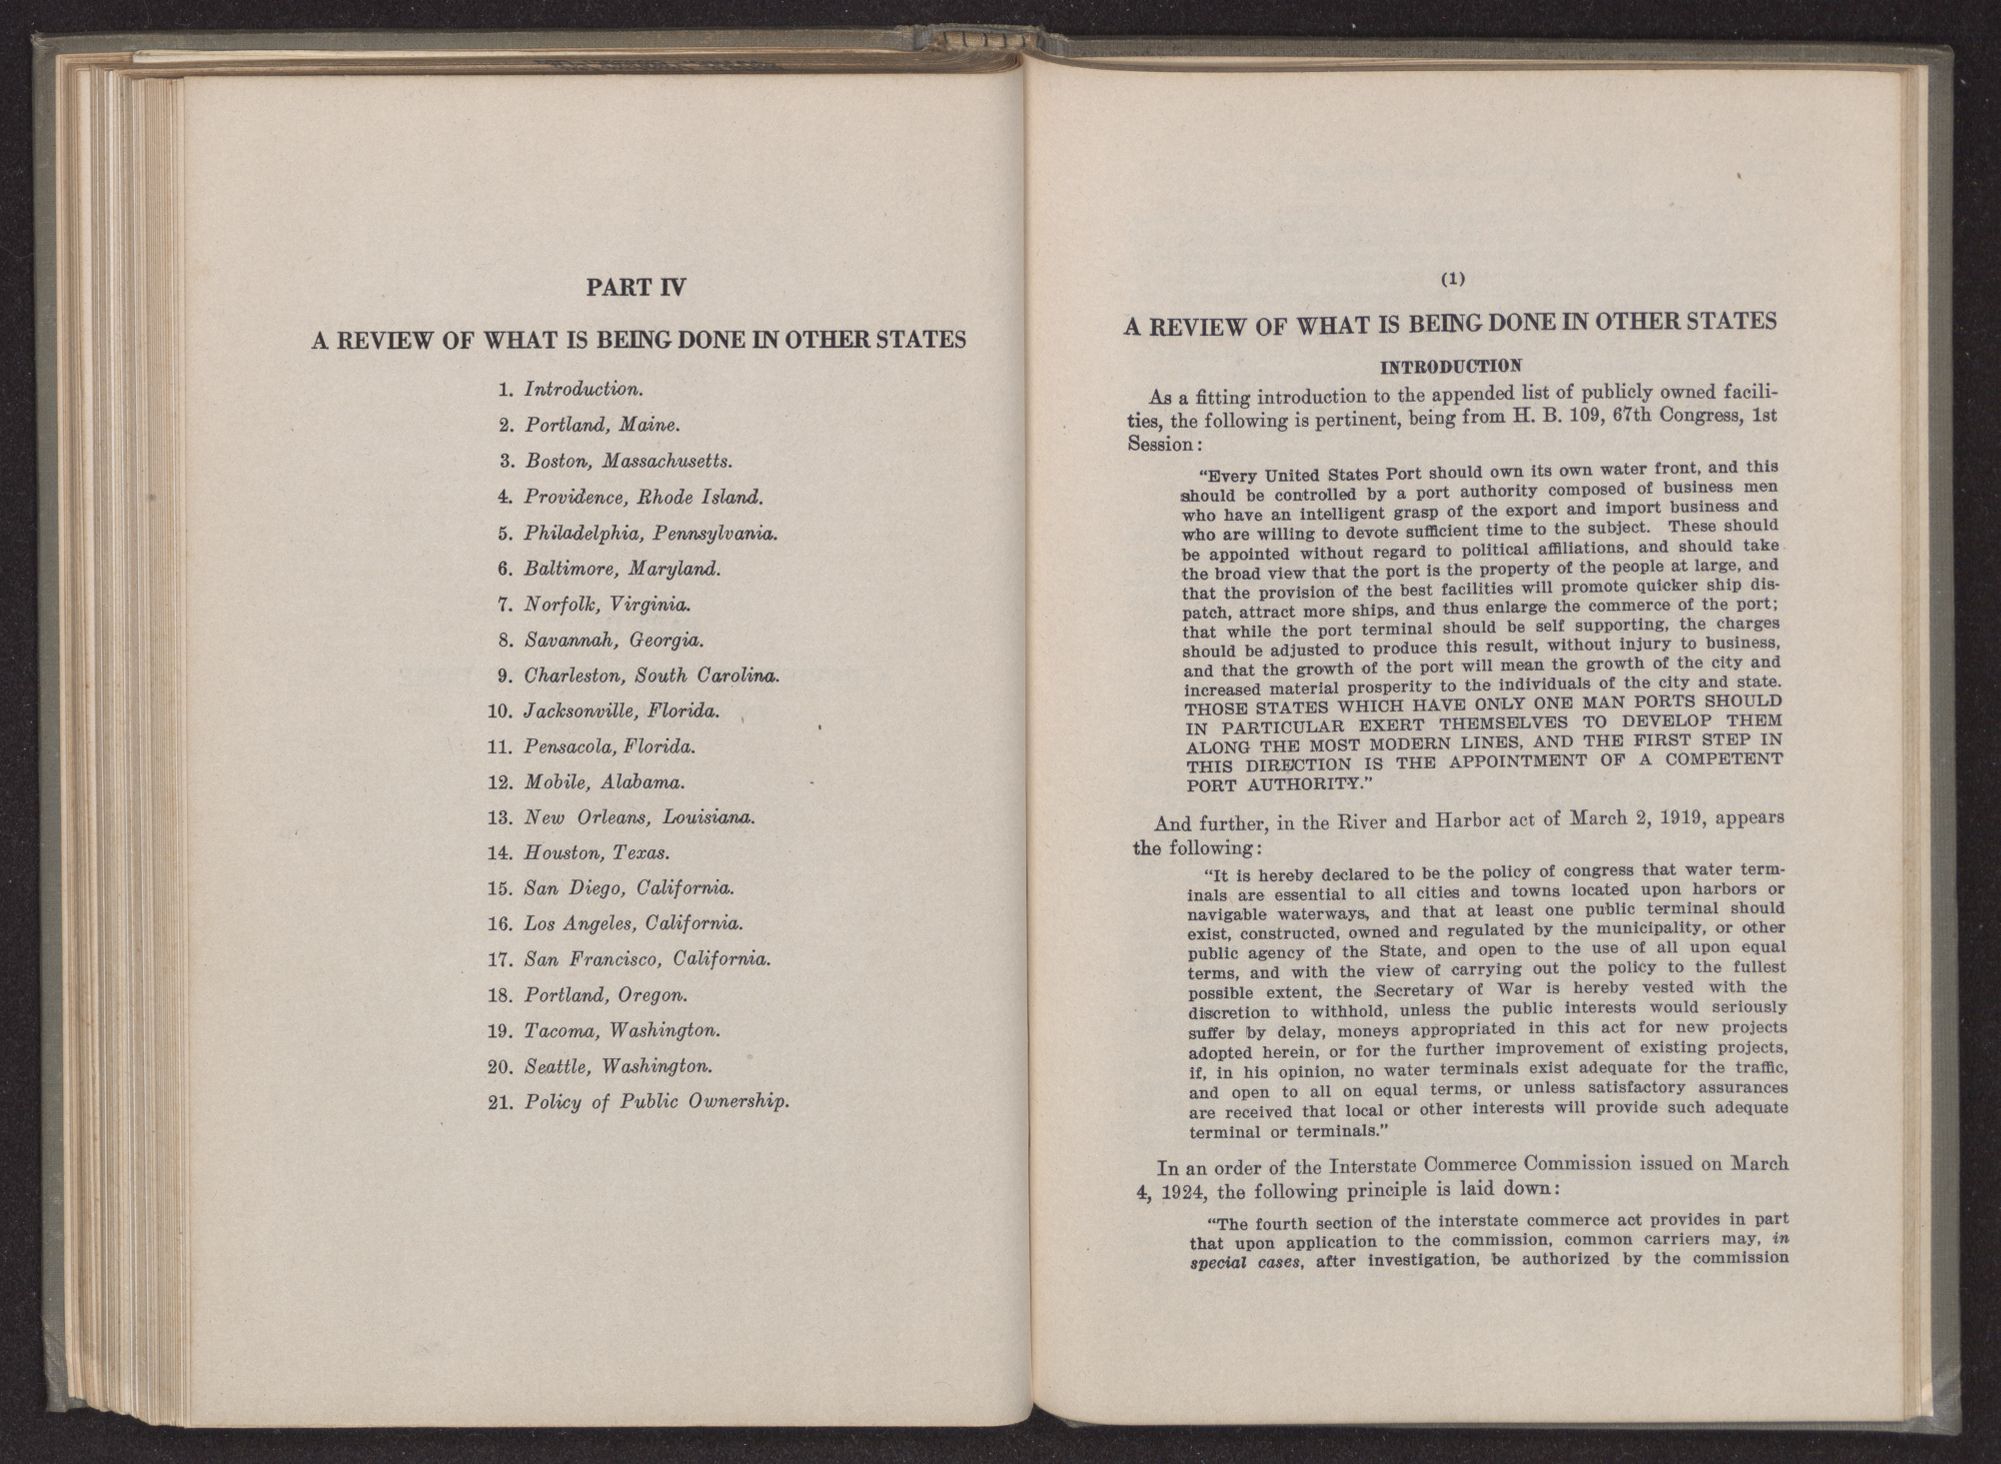 PART IV
A REVIEW OF WHAT IS BEING DONE IN OTHER STATES
1. Introduction.
2. Portland, Maine.
3. Boston, Massachusetts.
4. Providence, Rhode Island.
5. Philadelphia, Pennsylvania.
6. Baltimore, Maryland.
7. Norfolk, Virginia.
8. Savannah, Georgia.
9. Charleston, South Carolina.
10. Jacksonville, Florida.
11. Pensacola, Florida.
12. Mobile, Alabama.
13. New Orleans, Louisiana.
14. Houston, Texas.
15. San Diego, California.
16. Los Angeles, California.
17. San Francisco, California.
18. Portland, Oregon.
19. Tacoma, Washington.
20. Seattle, Washington.
21. Policy of Public Ownership.
(1)
A REVIEW OF WHAT IS BEING DONE IN OTHER STATES
INTRODUCTION
As a fitting introduction to the appended list of publicly owned facili-
ties, the following is pertinent, being from H. B. 109, 67th Congress, 1st
Session:
"Every United States Port should own its own water front, and this
should be controlled by a port authority composed of business men
who have an intelligent grasp of the export and import business and
who are willing to devote sufficient time to the subject. These should
be appointed without regard to political affiliations, and should take
the broad view that the port is the property of the people at large, and
that the provision of the best facilities will promote quicker ship dis-
patch, attract more ships, and thus enlarge the commerce of the port;
that while the port terminal should be self supporting, the charges
should be adjusted to produce this result, without injury to business,
and that the growth of the port will mean the growth of the city and
increased material prosperity to the individuals of the city and state.
THOSE STATES WHICH HAVE ONLY ONE MAN PORTS SHOULD
IN PARTICULAR EXERT THEMSELVES TO DEVELOP THEM
ALONG THE MOST MODERN LINES, AND THE FIRST STEP IN
THIS DIRECTION IS THE APPOINTMENT OF A COMPETENT
PORT AUTHORITY."
And further, in the River and Harbor act of March 2, 1919, appears
the following:
"It is hereby declared to be the policy of congress that water term-
inals are essential to all cities and towns located upon harbors or
navigable waterways, and that at least one public terminal should
exist, constructed, owned and regulated by the municipality, or other
public agency of the State, and open to the use of all upon equal
terms, and with the view of carrying out the policy to the fullest
possible extent, the Secretary of War is hereby vested with the
discretion to withhold, unless the public interests would seriously
suffer by delay, moneys appropriated in this act for new projects
adopted herein, or for the further improvement of existing projects,
if, in his opinion, no water terminals exist adequate for the traffic,
and open to all on equal terms, or unless satisfactory assurances
are received that local or other interests will provide such adequate
terminal or terminals."
In an order of the Interstate Commerce Commission issued on March
4, 1924, the following principle is laid down:
"The fourth section of the interstate commerce act provides in part
that upon application to the commission, common carriers may, in
special cases, after investigation, be authorized by the commission